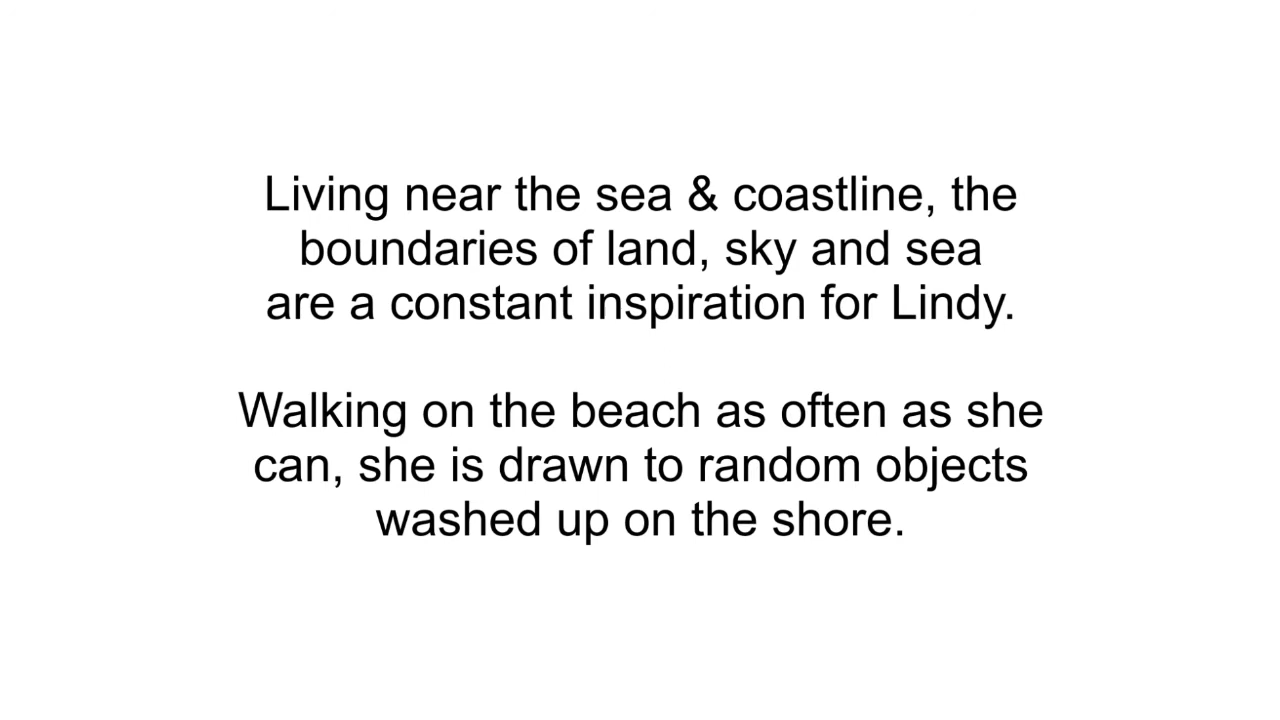 Living near the sea & coastline, the
boundaries of land, sky and sea
are a constant inspiration for Lindy.
Walking on the beach as often as she
can, she is drawn to random objects
washed up on the shore.